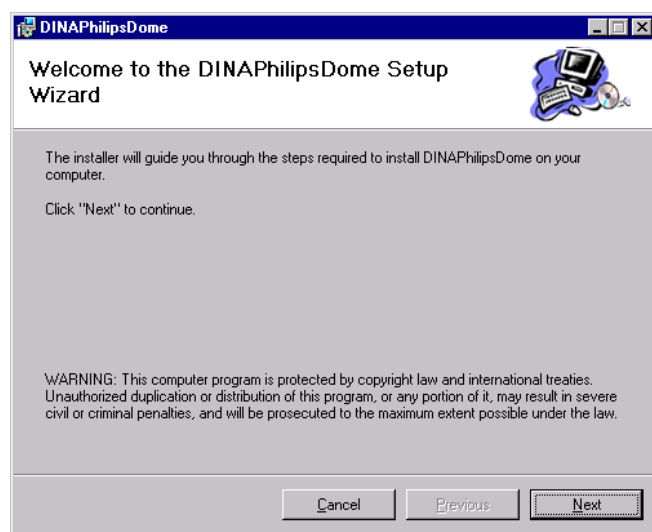 DINAPhilipsDome
Welcome to the DINAPhilipsDome Setup
Wizard
The installer will guide you through the steps required to install DINAPhilipsDome on your
computer.
Click "Next" to continue.
WARNING: This computer program is protected by copyright law and international treaties.
Unauthorized duplication or distribution of this program, or any portion of it, may result in severe
civil or criminal penalties, and will be prosecuted to the maximum extent possible under the law.
Cancel Previous Next